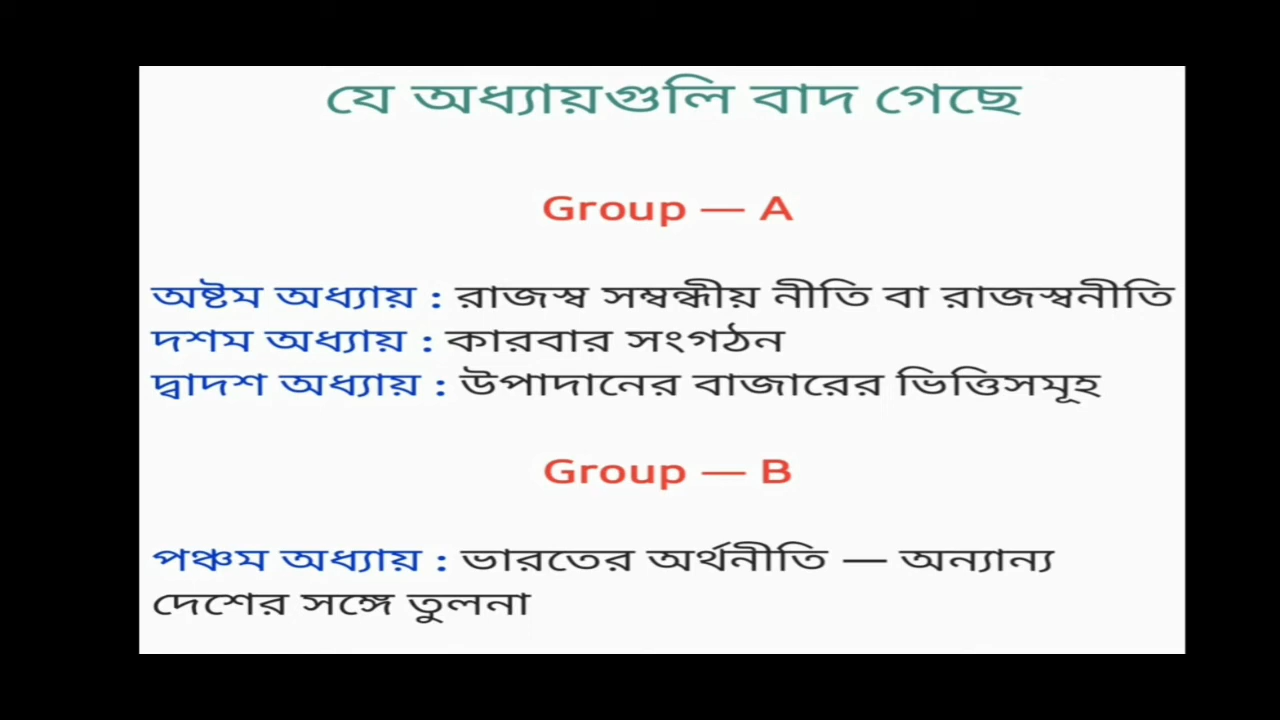 যে অধ্যায়গুলি বাদ গেছে
Group — A
অষ্টম অধ্যায় : রাজস্ব সম্বন্ধীয় নীতি বা রাজস্বনীতি
দশম অধ্যায় : কারবার সংগঠন
দ্বাদশ অধ্যায় : উপাদানের বাজারের ভিত্তিসমূহ
Group — B
পঞ্চম অধ্যায় : ভারতের অর্থনীতি — অন্যান্য
দেশের সঙ্গে তুলনা